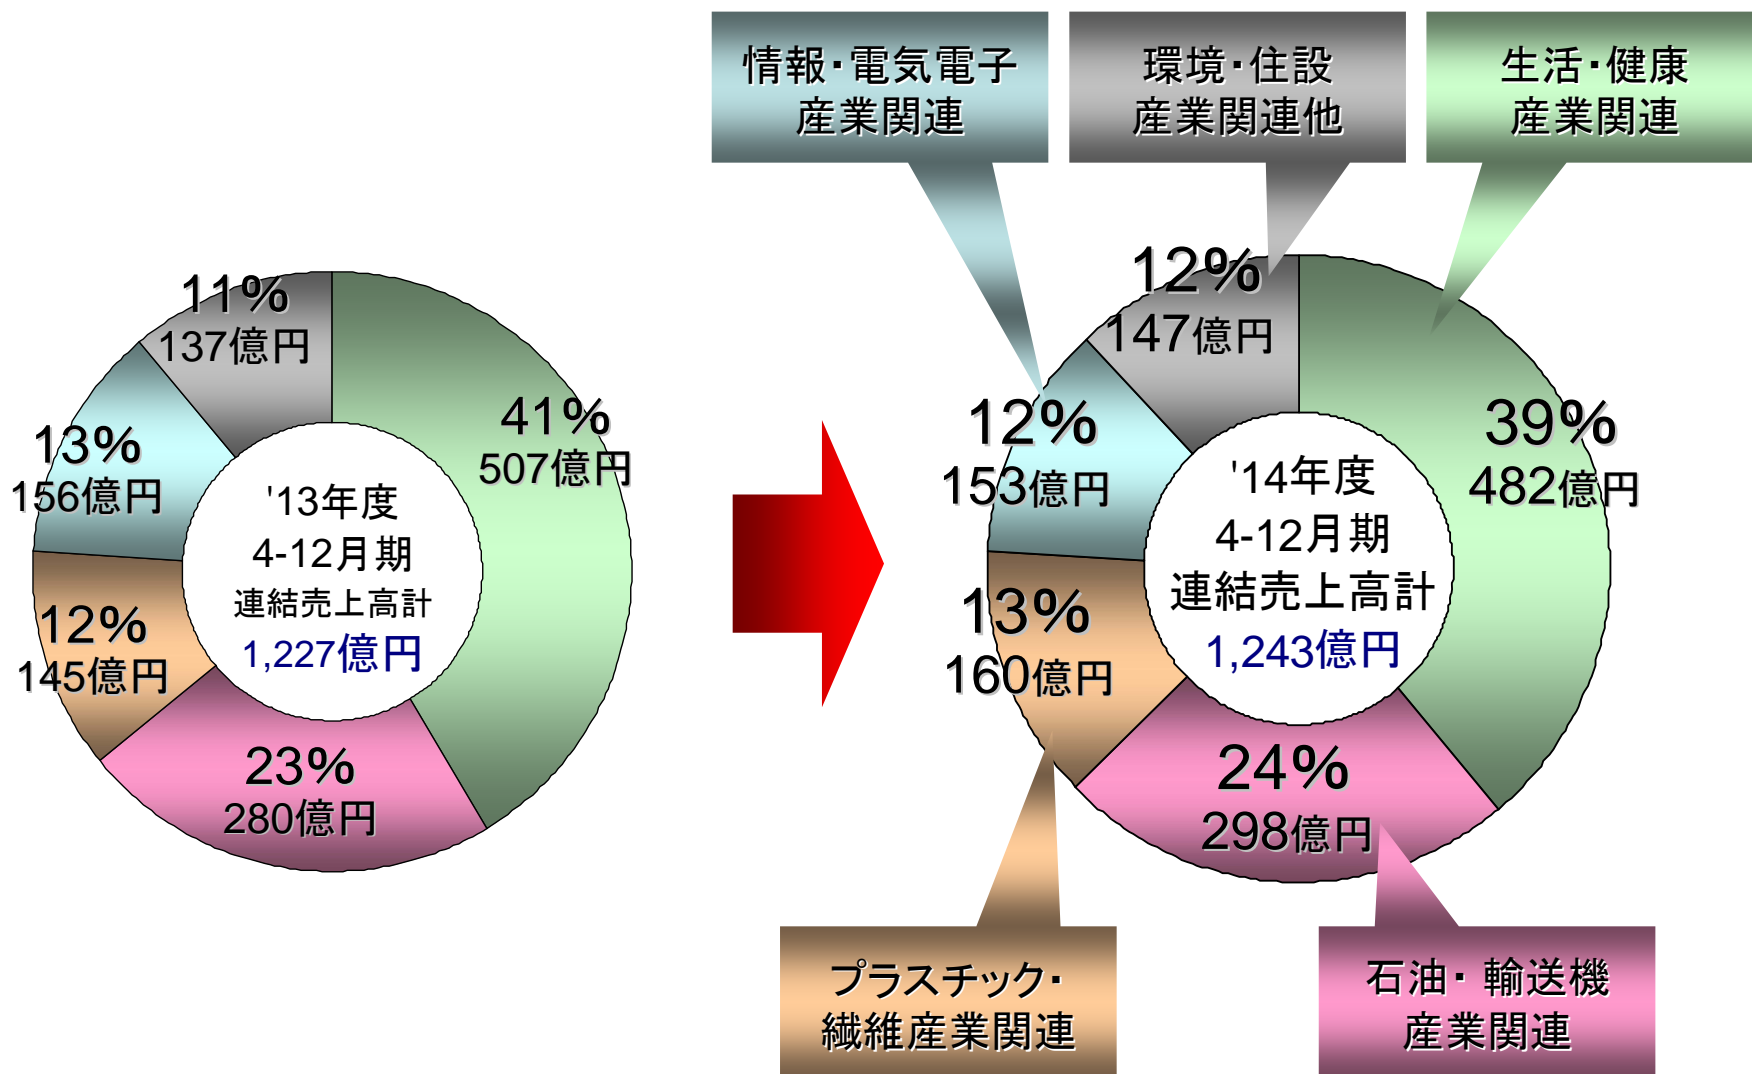 情報・電気電子
産業関連
環境・住設
産業関連他
生活・健康
産業関連
11%
137億円
41%
507億円
13%
156億円
12%
145億円
23%
280億円
'13年度
4-12月期
連結売上高計
1,227億円
12%
147億円
39%
482億円
12%
153億円
13%
160億円
24%
298億円
'14年度
4-12月期
連結売上高計
1,243億円
プラスチック・
繊維産業関連
石油・輸送機
産業関連